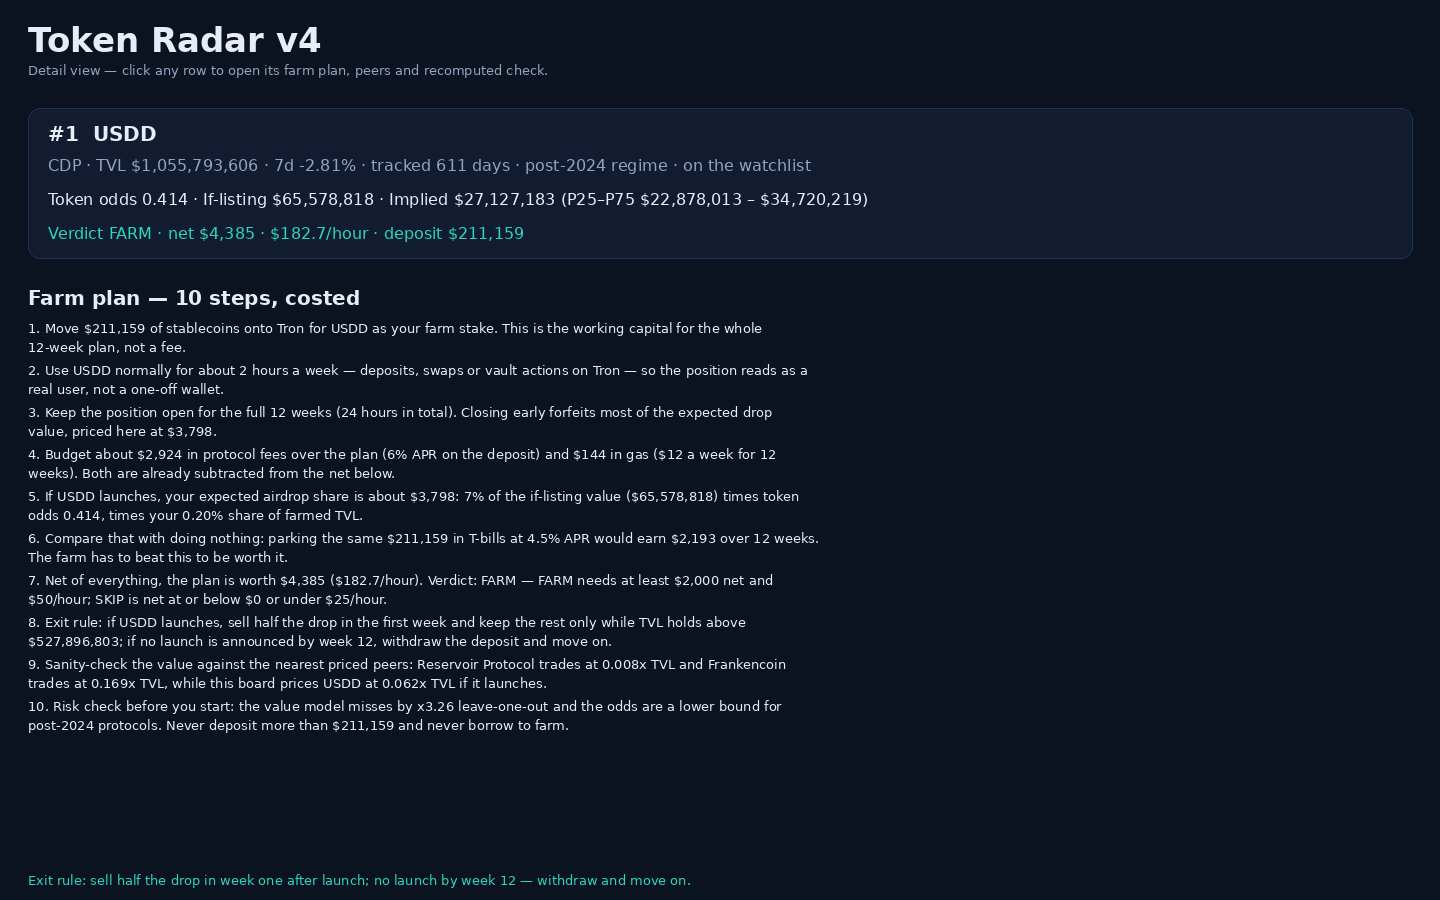 Token Radar v4
Detail view — click any row to open its farm plan, peers and recomputed check.
#1 USDD
CDP · TVL $1,055,793,606 · 7d -2.81% · tracked 611 days · post-2024 regime · on the watchlist
Token odds 0.414 · If-listing $65,578,818 · Implied $27,127,183 (P25–P75 $22,878,013 – $34,720,219)
Verdict FARM · net $4,385 · $182.7/hour · deposit $211,159
Farm plan — 10 steps, costed
1. Move $211,159 of stablecoins onto Tron for USDD as your farm stake. This is the working capital for the whole
12-week plan, not a fee.
2. Use USDD normally for about 2 hours a week — deposits, swaps or vault actions on Tron — so the position reads as a
real user, not a one-off wallet.
3. Keep the position open for the full 12 weeks (24 hours in total). Closing early forfeits most of the expected drop
value, priced here at $3,798.
4. Budget about $2,924 in protocol fees over the plan (6% APR on the deposit) and $144 in gas ($12 a week for 12
weeks). Both are already subtracted from the net below.
5. If USDD launches, your expected airdrop share is about $3,798: 7% of the if-listing value ($65,578,818) times token
odds 0.414, times your 0.20% share of farmed TVL.
6. Compare that with doing nothing: parking the same $211,159 in T-bills at 4.5% APR would earn $2,193 over 12 weeks.
The farm has to beat this to be worth it.
7. Net of everything, the plan is worth $4,385 ($182.7/hour). Verdict: FARM — FARM needs at least $2,000 net and
$50/hour; SKIP is net at or below $0 or under $25/hour.
8. Exit rule: if USDD launches, sell half the drop in the first week and keep the rest only while TVL holds above
$527,896,803; if no launch is announced by week 12, withdraw the deposit and move on.
9. Sanity-check the value against the nearest priced peers: Reservoir Protocol trades at 0.008x TVL and Frankencoin
trades at 0.169x TVL, while this board prices USDD at 0.062x TVL if it launches.
10. Risk check before you start: the value model misses by x3.26 leave-one-out and the odds are a lower bound for
post-2024 protocols. Never deposit more than $211,159 and never borrow to farm.
Exit rule: sell half the drop in week one after launch; no launch by week 12 — withdraw and move on.